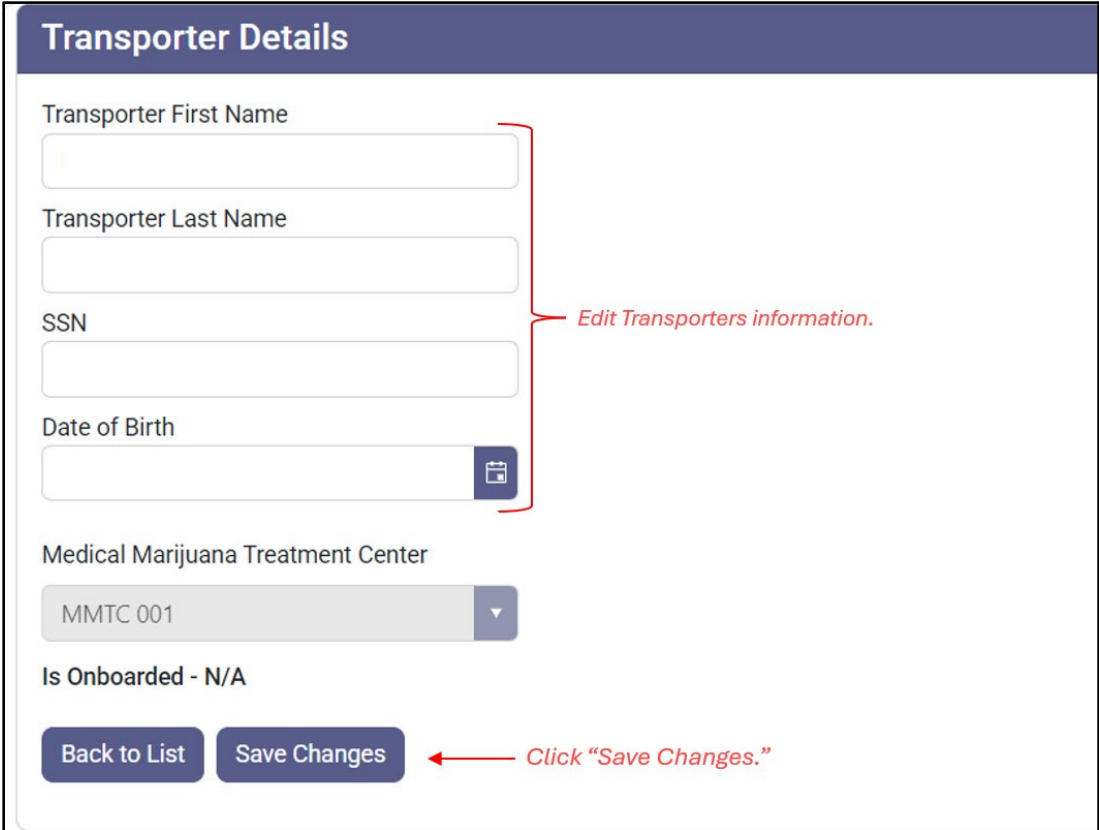 Transporter Details
Transporter First Name
Transporter Last Name
SSN
Edit Transporters information.
Date of Birth
Medical Marijuana Treatment Center
MMTC 001
Is Onboarded - N/A
Back to List Save Changes Click “Save Changes.”